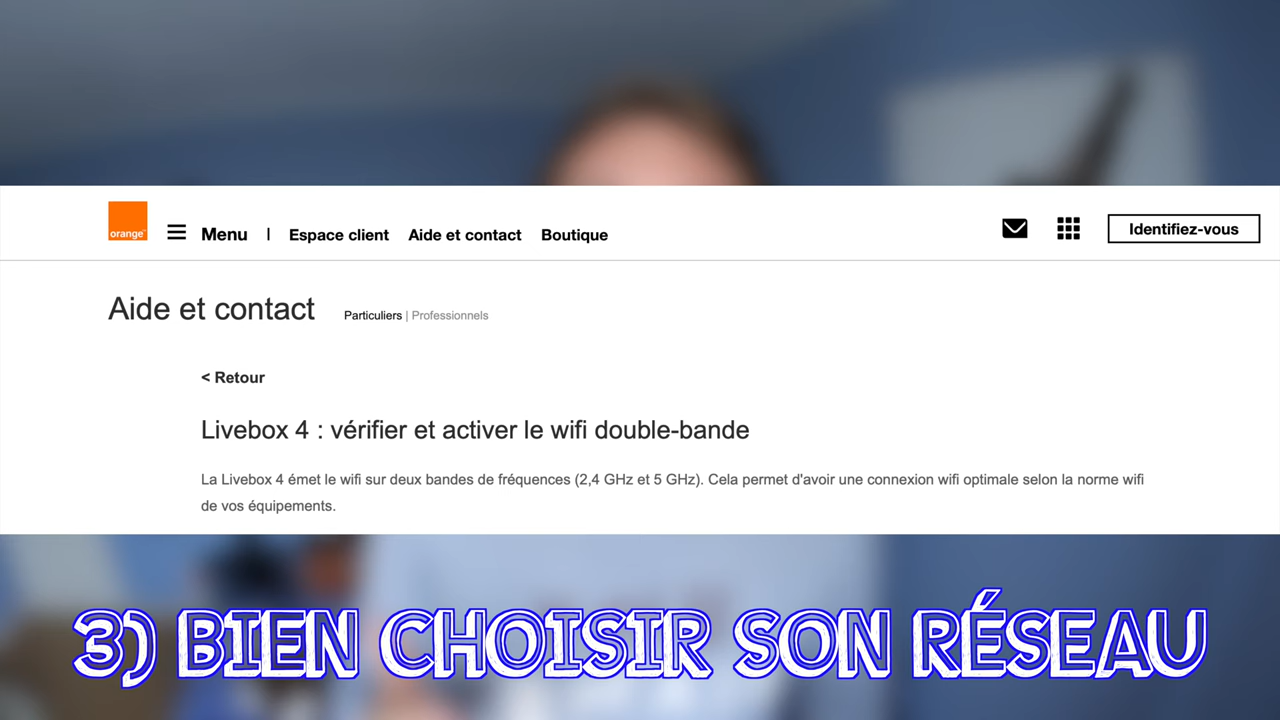 orange™
Menu | Espace client Aide et contact Boutique Identifiez-vous
Aide et contact Particuliers | Professionnels
< Retour
Livebox 4 : vérifier et activer le wifi double-bande
La Livebox 4 émet le wifi sur deux bandes de fréquences (2,4 GHz et 5 GHz). Cela permet d'avoir une connexion wifi optimale selon la norme wifi
de vos équipements.
3) BIEN CHOISIR SON RÉSEAU